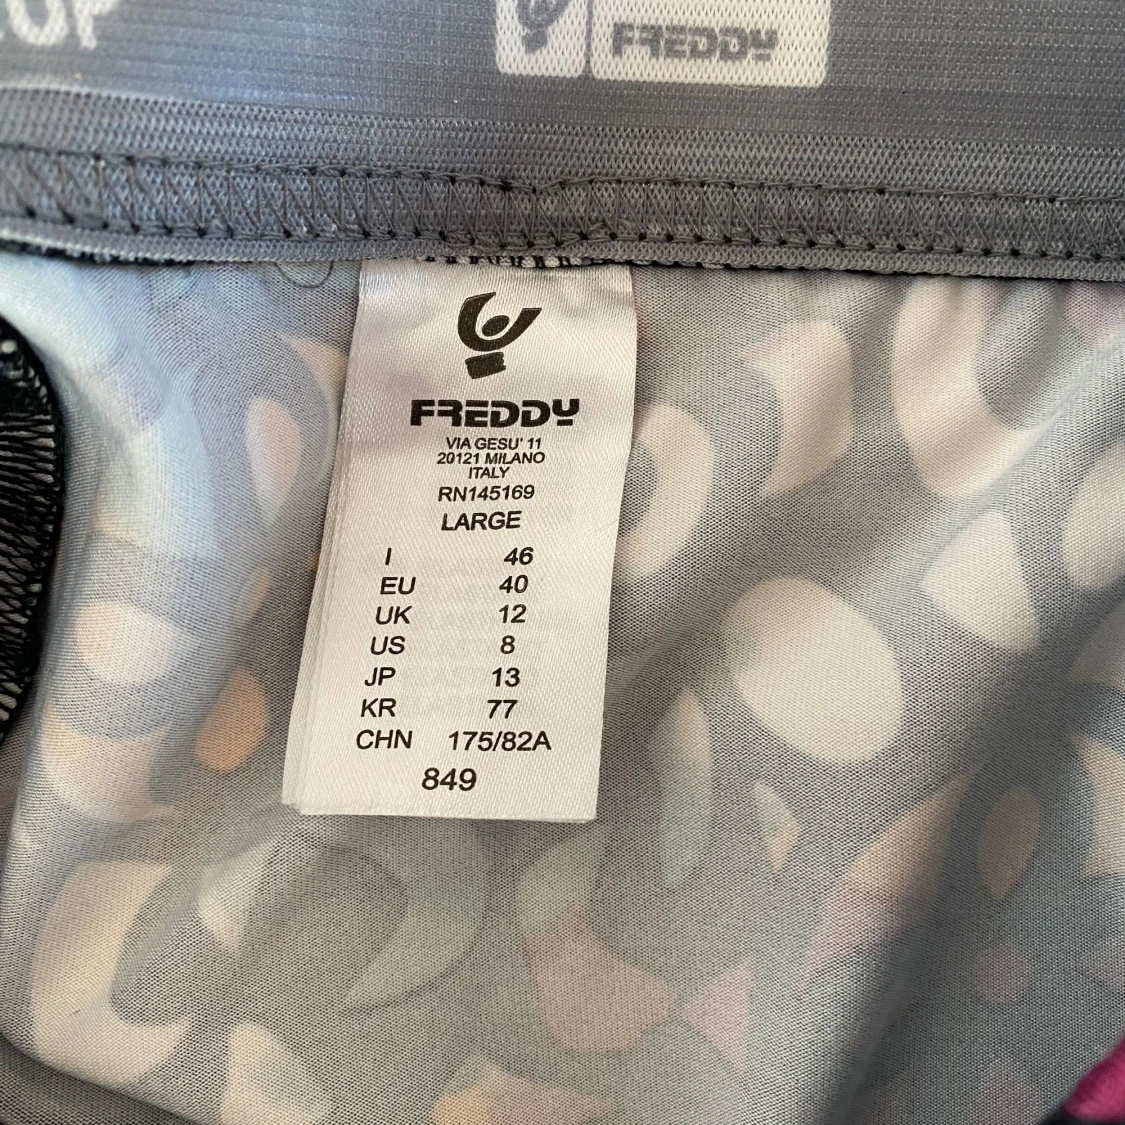 FREDDY
FREDDY
VIA GESU' 11
20121 MILANO
ITALY
RN145169
LARGE
I 46
EU 40
UK 12
US 8
JP 13
KR 77
CHN 175/82A
849